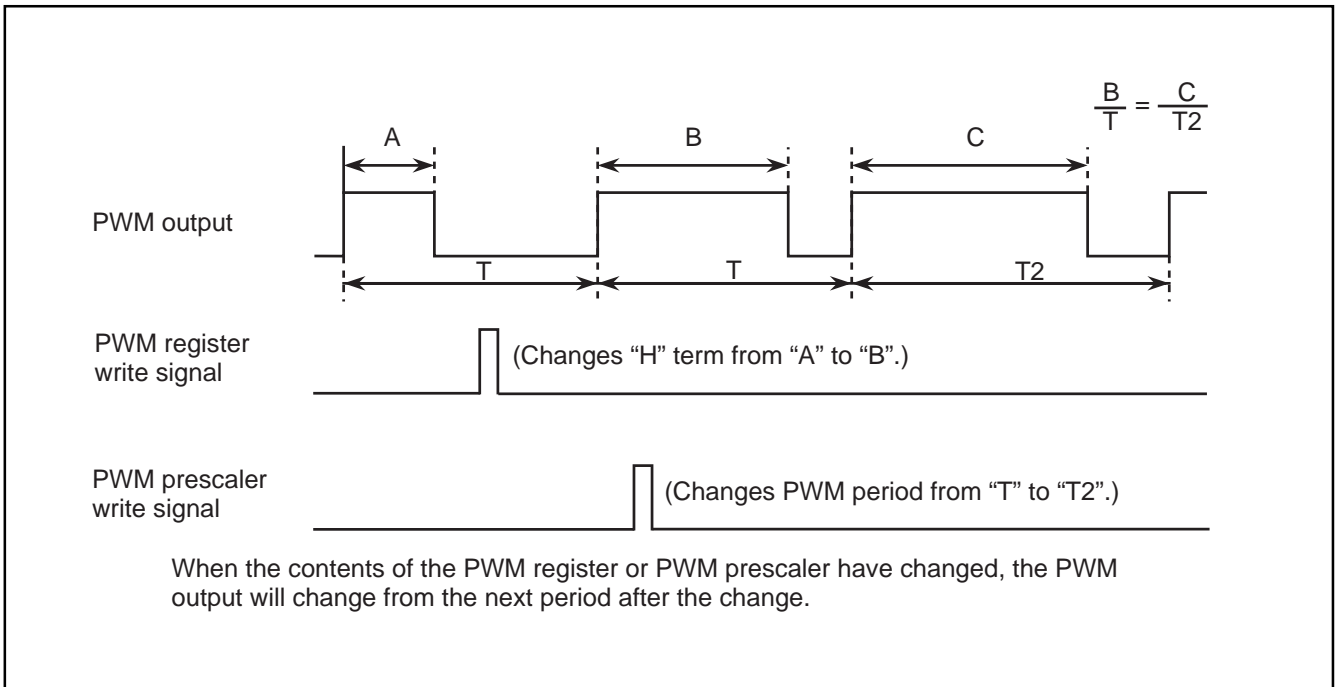 B/T = C/T2
A
B
C
PWM output
T
T
T2
PWM register
write signal
(Changes “H” term from “A” to “B”.)
PWM prescaler
write signal
(Changes PWM period from “T” to “T2”.)
When the contents of the PWM register or PWM prescaler have changed, the PWM
output will change from the next period after the change.